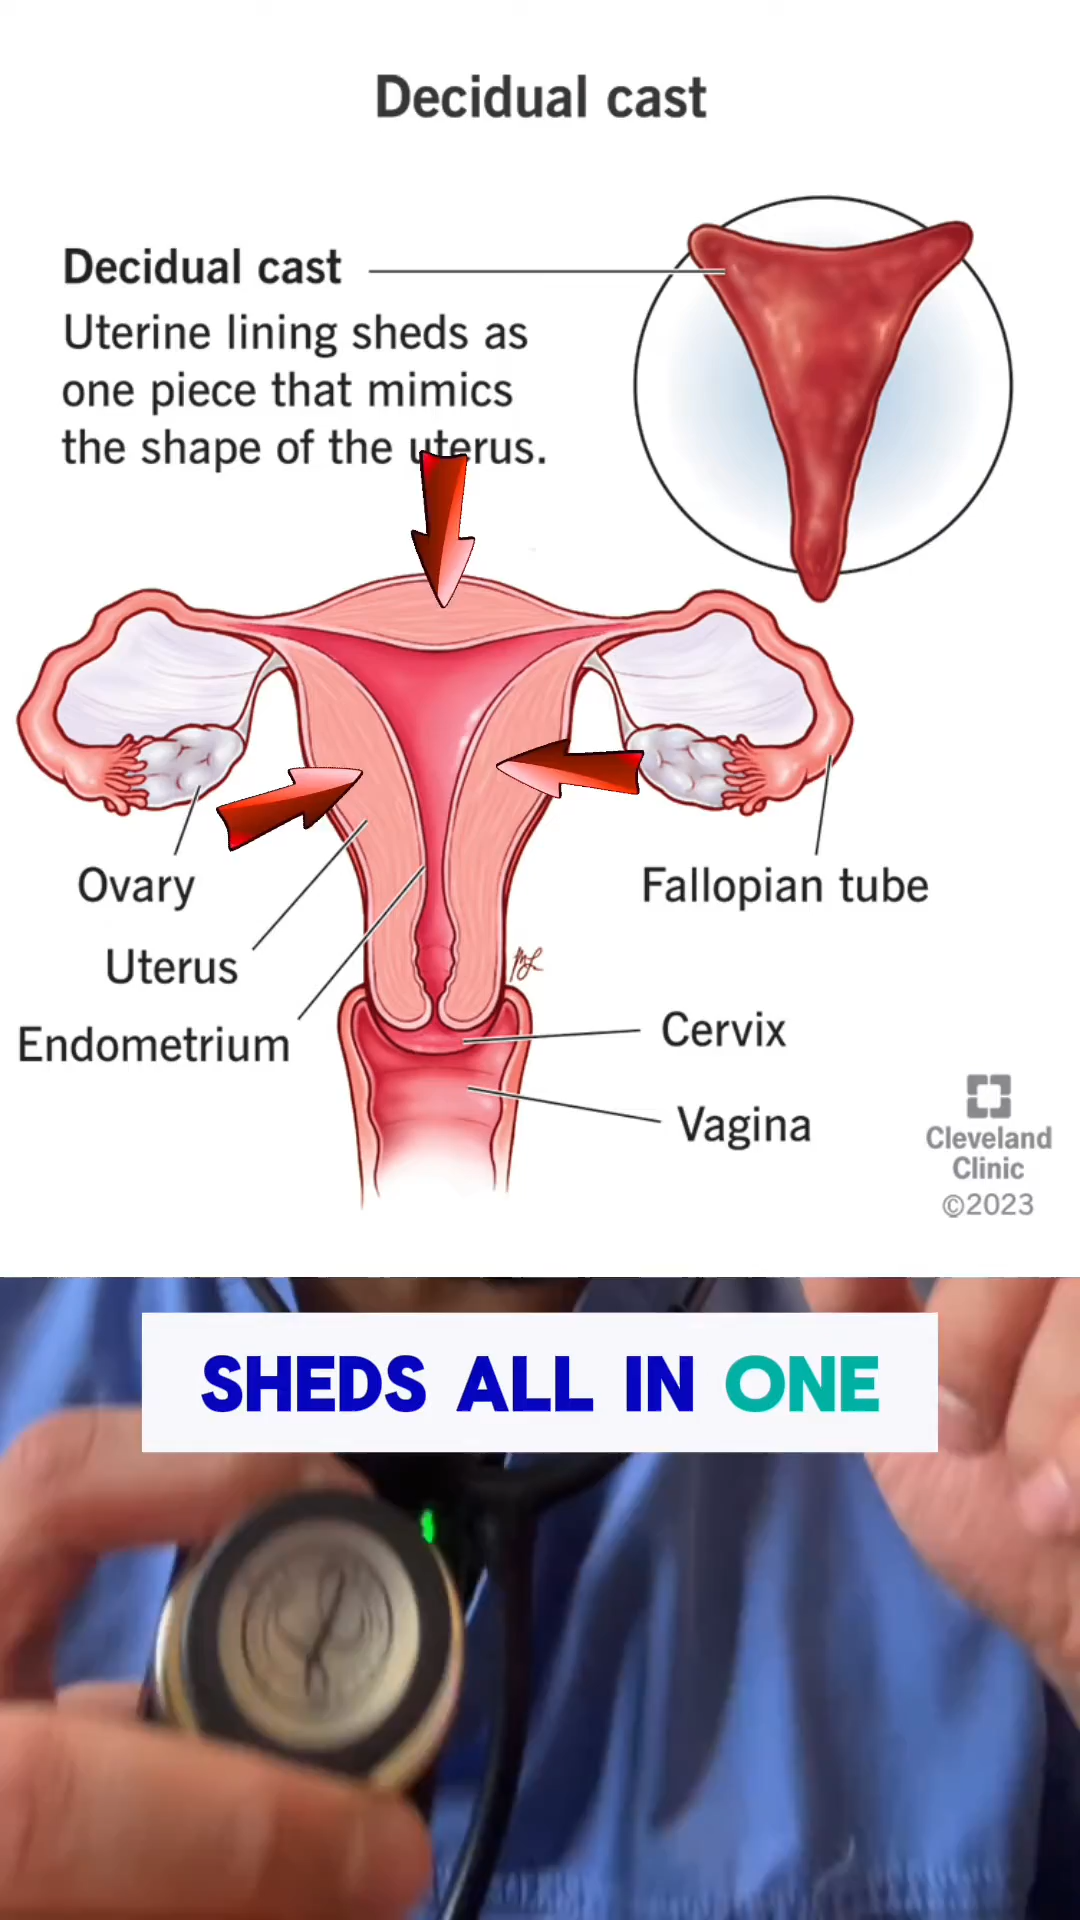 Decidual cast
Decidual cast
Uterine lining sheds as
one piece that mimics
the shape of the uterus.
Ovary
Fallopian tube
Uterus
Endometrium
Cervix
Vagina
Cleveland
Clinic
©2023
SHEDS ALL IN ONE